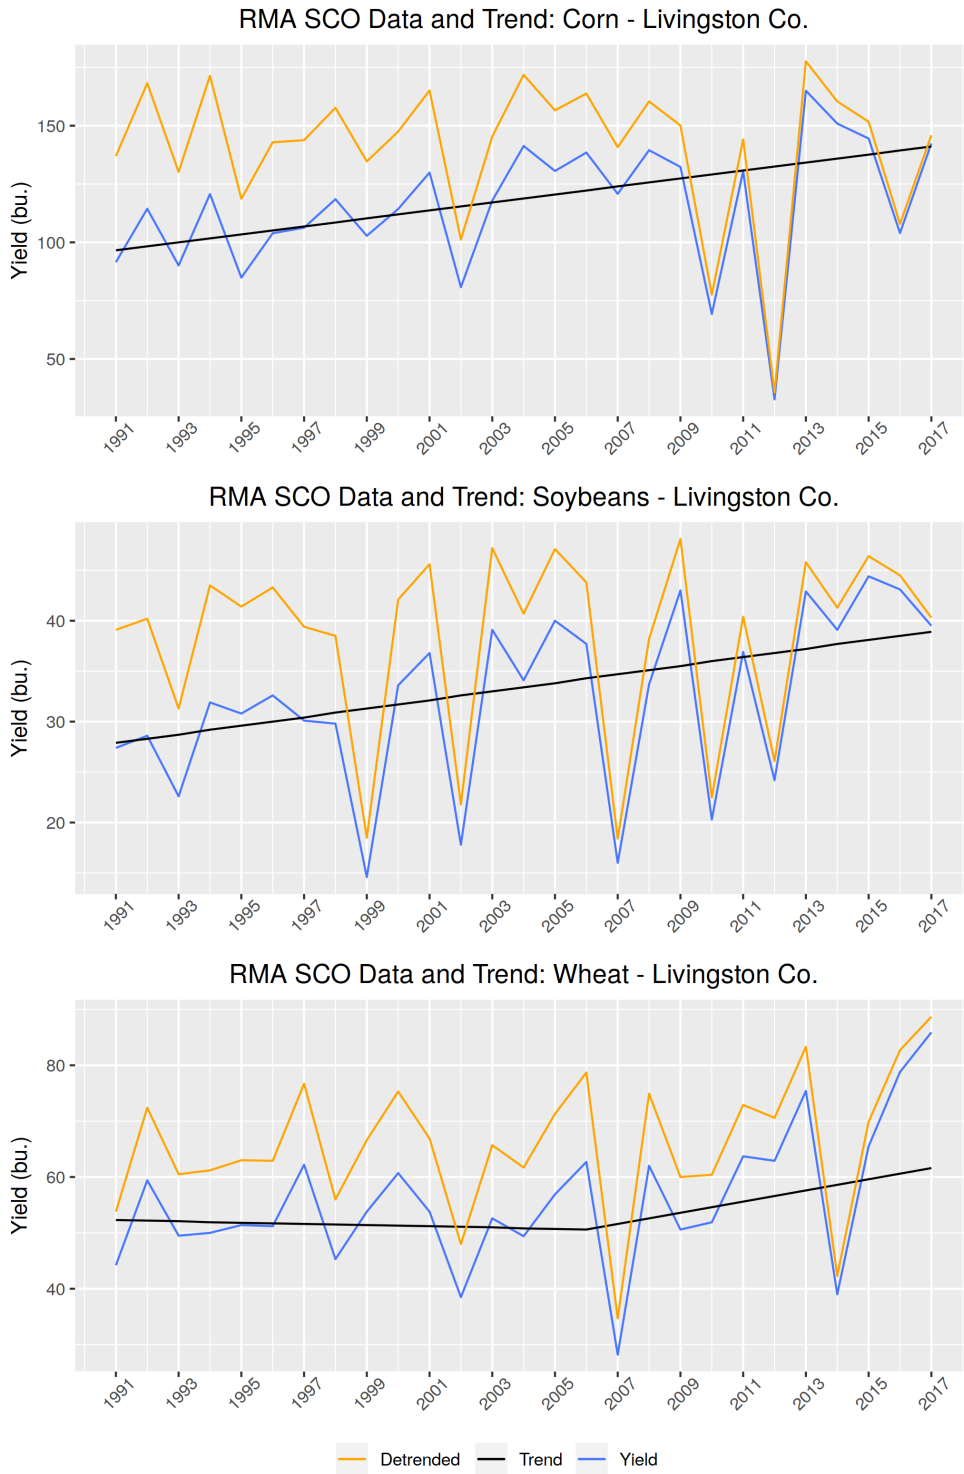 RMA SCO Data and Trend: Corn - Livingston Co.
Yield (bu.)
150
100
50
1991 1993 1995 1997 1999 2001 2003 2005 2007 2009 2011 2013 2015 2017
RMA SCO Data and Trend: Soybeans - Livingston Co.
Yield (bu.)
40
30
20
1991 1993 1995 1997 1999 2001 2003 2005 2007 2009 2011 2013 2015 2017
RMA SCO Data and Trend: Wheat - Livingston Co.
Yield (bu.)
80
60
40
1991 1993 1995 1997 1999 2001 2003 2005 2007 2009 2011 2013 2015 2017
Detrended Trend Yield